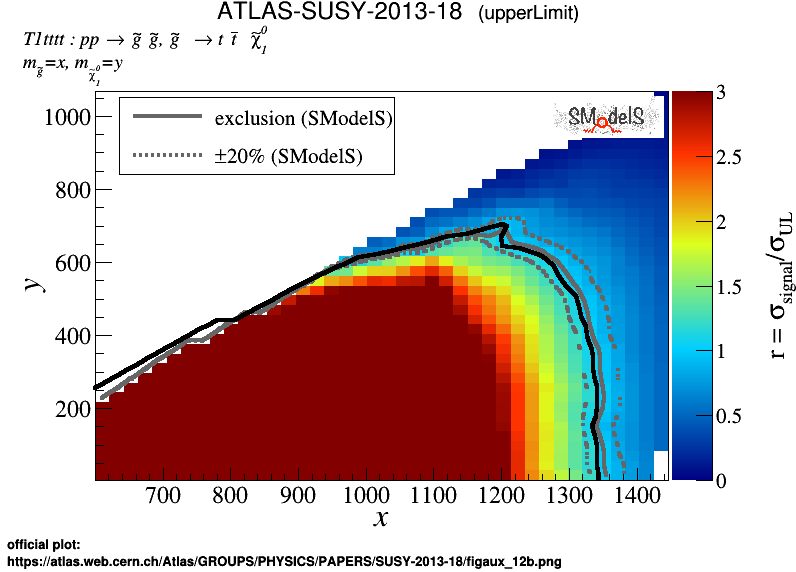 ATLAS-SUSY-2013-18 (upperLimit)
T1tttt : pp → g̃ g̃, g̃ → t t̄ χ̃₁⁰
m_g̃=x, m_χ̃₁⁰=y
exclusion (SModelS)
±20% (SModelS)
SModelS
1000
800
600
400
200
y
700 800 900 1000 1100 1200 1300 1400
x
3
2.5
2
1.5
1
0.5
0
r = σ_signal/σ_UL
official plot:
https://atlas.web.cern.ch/Atlas/GROUPS/PHYSICS/PAPERS/SUSY-2013-18/figaux_12b.png